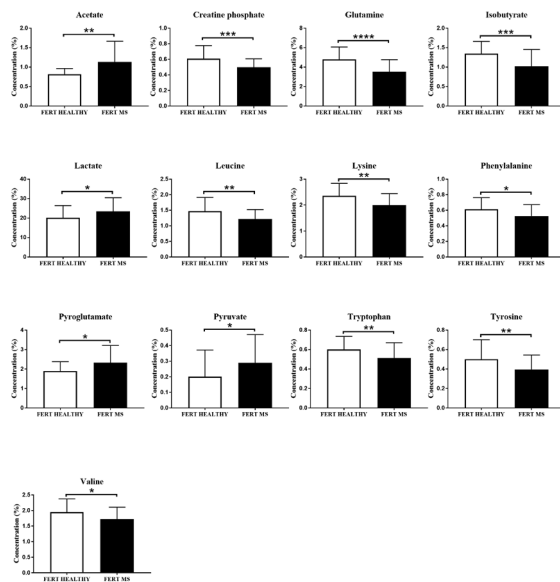 Acetate
Concentration (%)
2.0
1.5
1.0
0.5
0.0
**
FERT HEALTHY FERT MS
Creatine phosphate
Concentration (%)
1.0
0.8
0.6
0.4
0.2
0.0
***
FERT HEALTHY FERT MS
Glutamine
Concentration (%)
8
6
4
2
0
****
FERT HEALTHY FERT MS
Isobutyrate
Concentration (%)
2.0
1.5
1.0
0.5
0.0
***
FERT HEALTHY FERT MS
Lactate
Concentration (%)
40
30
20
10
0
*
FERT HEALTHY FERT MS
Leucine
Concentration (%)
2.5
2.0
1.5
1.0
0.5
0.0
**
FERT HEALTHY FERT MS
Lysine
Concentration (%)
3
2
1
0
**
FERT HEALTHY FERT MS
Phenylalanine
Concentration (%)
1.0
0.8
0.6
0.4
0.2
0.0
*
FERT HEALTHY FERT MS
Pyroglutamate
Concentration (%)
4
3
2
1
0
*
FERT HEALTHY FERT MS
Pyruvate
Concentration (%)
0.5
0.4
0.3
0.2
0.1
0.0
*
FERT HEALTHY FERT MS
Tryptophan
Concentration (%)
0.8
0.6
0.4
0.2
0.0
**
FERT HEALTHY FERT MS
Tyrosine
Concentration (%)
0.8
0.6
0.4
0.2
0.0
**
FERT HEALTHY FERT MS
Valine
Concentration (%)
2.5
2.0
1.5
1.0
0.5
0.0
*
FERT HEALTHY FERT MS